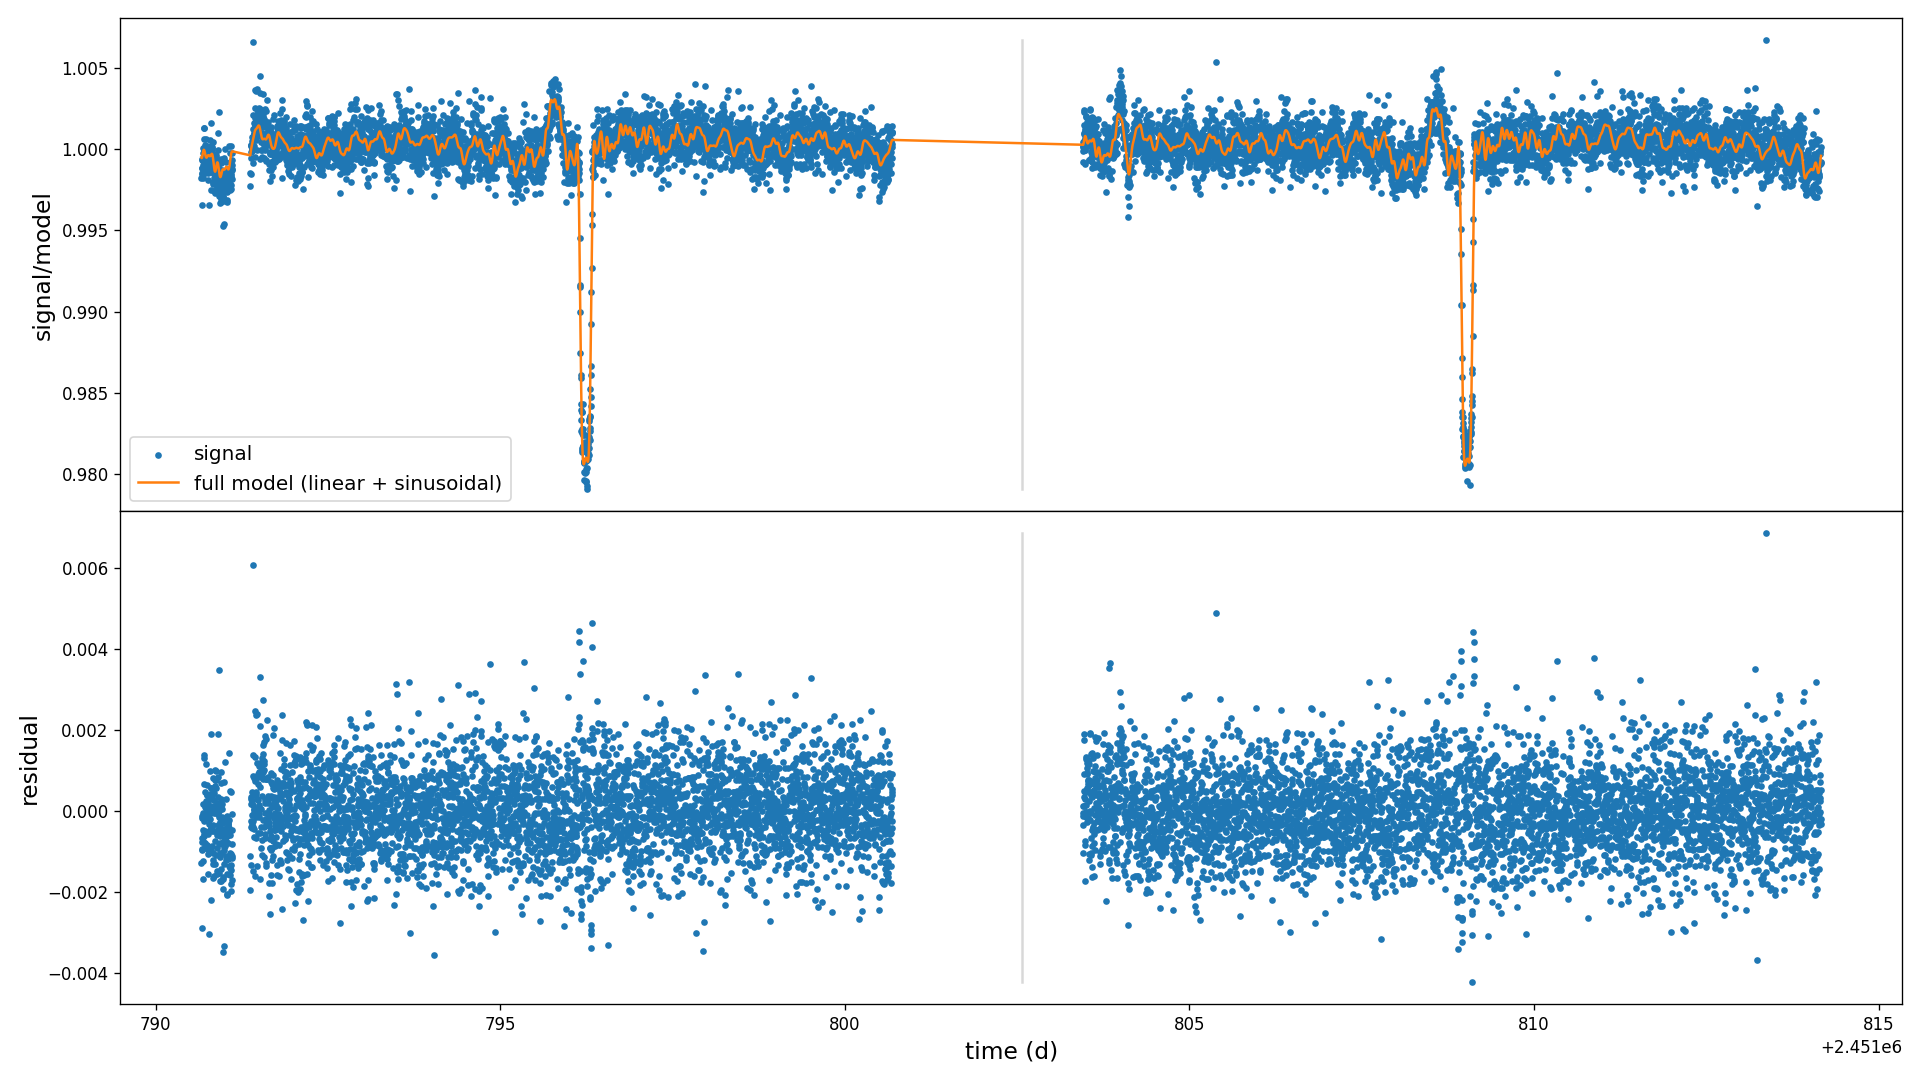 1.005
1.000
0.995
0.990
0.985
0.980
signal/model
signal
full model (linear + sinusoidal)
0.006
0.004
0.002
0.000
−0.002
−0.004
residual
790 795 800 805 810 815
time (d)
+2.451e6